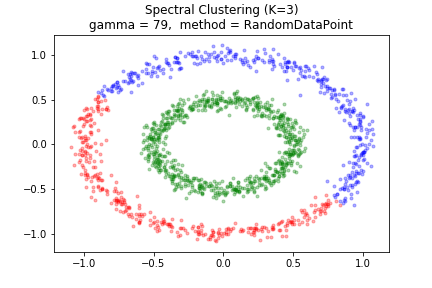 Spectral Clustering (K=3)
gamma = 79,  method = RandomDataPoint
1.0
0.5
0.0
−0.5
−1.0
−1.0 −0.5 0.0 0.5 1.0